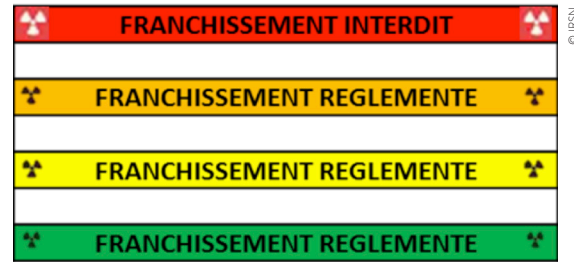 FRANCHISSEMENT INTERDIT
© IRSN
FRANCHISSEMENT REGLEMENTE
FRANCHISSEMENT REGLEMENTE
FRANCHISSEMENT REGLEMENTE